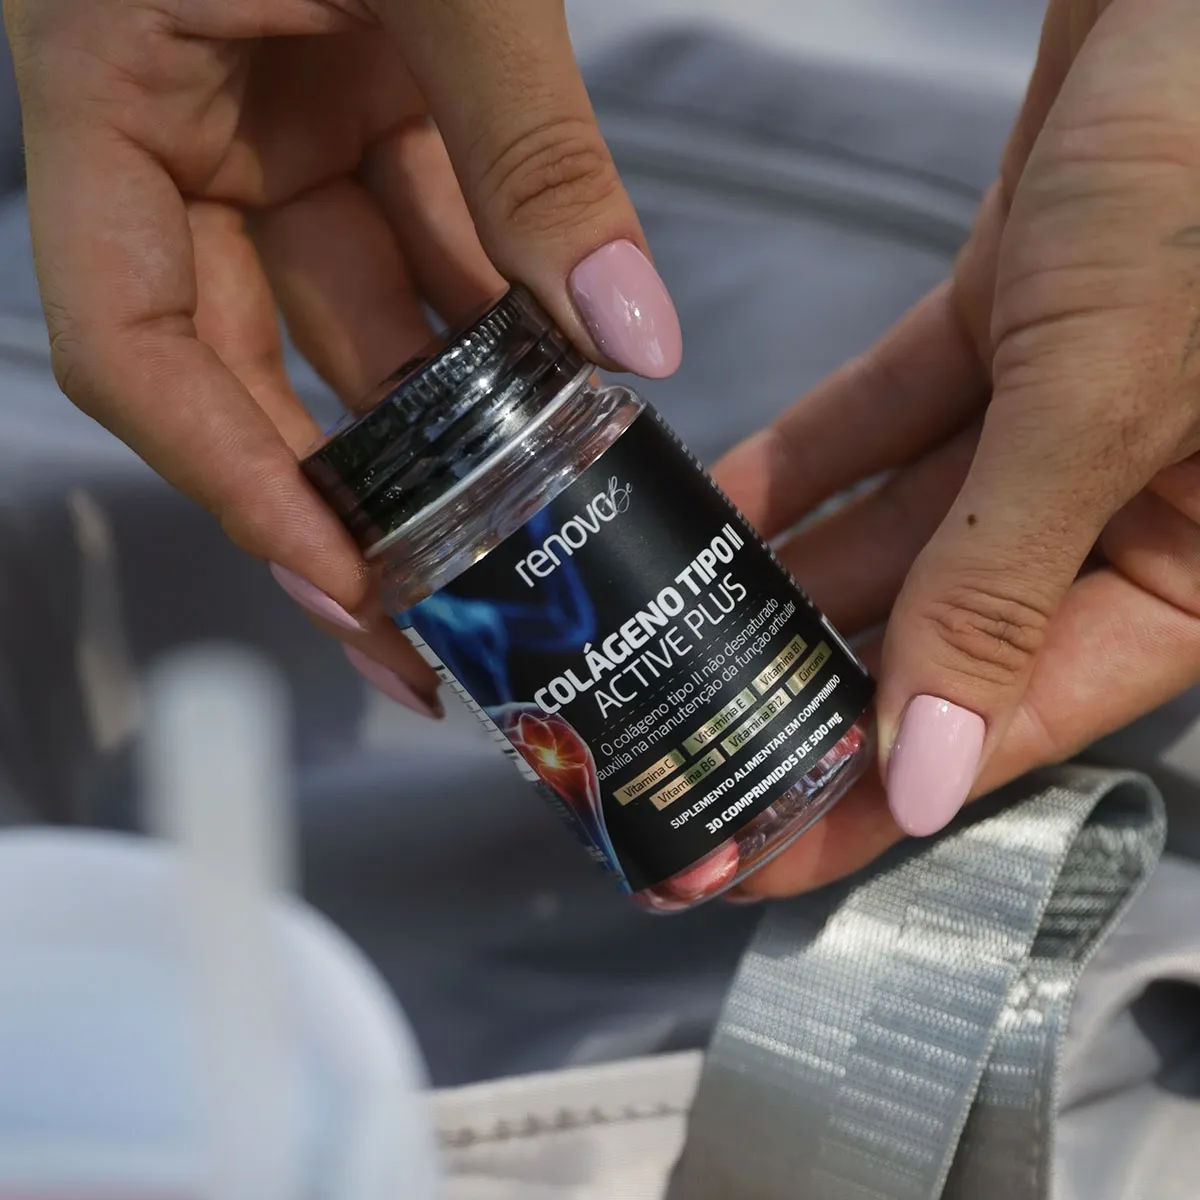 renova Be
COLÁGENO TIPO II
ACTIVE PLUS
O colágeno tipo II não desnaturado
auxilia na manutenção da função articular
Vitamina C Vitamina E Vitamina B1
Vitamina B6 Vitamina B12 Cúrcuma
SUPLEMENTO ALIMENTAR EM COMPRIMIDO
30 COMPRIMIDOS DE 500 mg